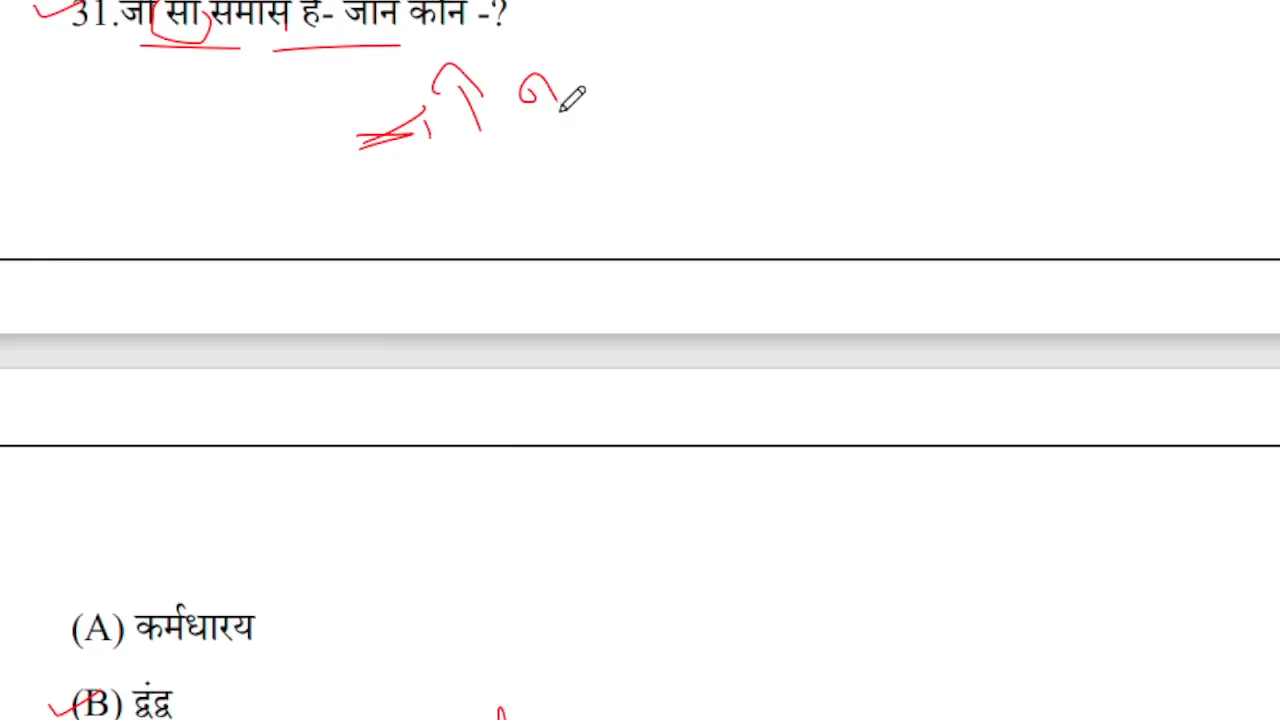 31.जो सा समास है- जान कौन -?
(A) कर्मधारय
(B) द्वंद्व